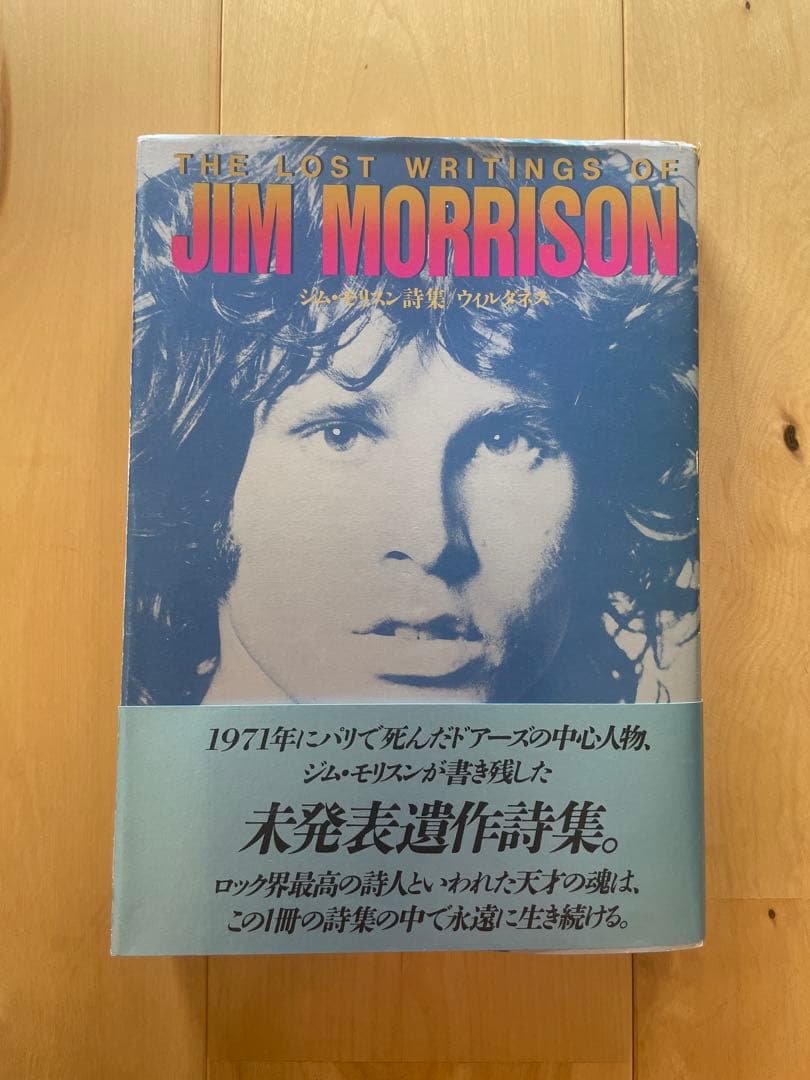 THE LOST WRITINGS OF
JIM MORRISON
ジム・モリスン詩集/ウィルダネス
1971年にパリで死んだドアーズの中心人物、
ジム・モリスンが書き残した
未発表遺作詩集。
ロック界最高の詩人といわれた天才の魂は、
この1冊の詩集の中で永遠に生き続ける。